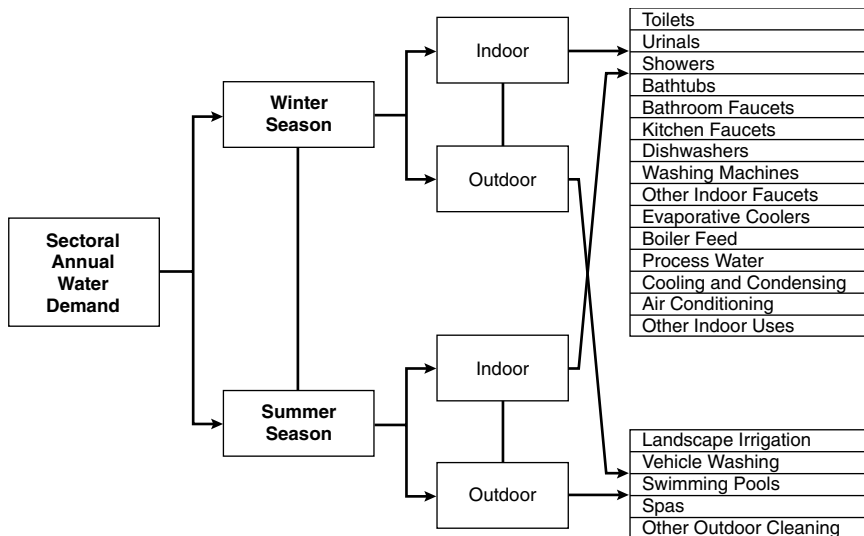 Sectoral
Annual
Water
Demand
Winter
Season
Summer
Season
Indoor
Outdoor
Indoor
Outdoor
Toilets
Urinals
Showers
Bathtubs
Bathroom Faucets
Kitchen Faucets
Dishwashers
Washing Machines
Other Indoor Faucets
Evaporative Coolers
Boiler Feed
Process Water
Cooling and Condensing
Air Conditioning
Other Indoor Uses
Landscape Irrigation
Vehicle Washing
Swimming Pools
Spas
Other Outdoor Cleaning